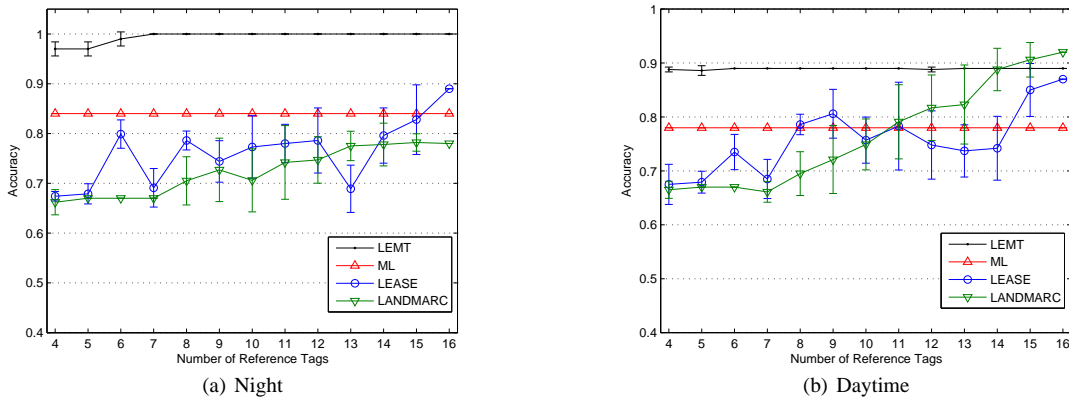 1
0.9
0.8
0.7
0.6
0.5
0.4
Accuracy
4 5 6 7 8 9 10 11 12 13 14 15 16
Number of Reference Tags
LEMT
ML
LEASE
LANDMARC
(a) Night
1
0.9
0.8
0.7
0.6
0.5
0.4
Accuracy
4 5 6 7 8 9 10 11 12 13 14 15 16
Number of Reference Tags
LEMT
ML
LEASE
LANDMARC
(b) Daytime